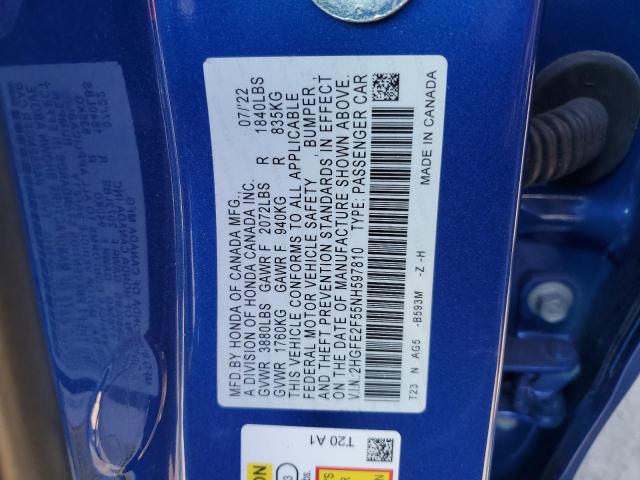 MFD.BY HONDA OF CANADA MFG. 07/'22
A DIVISION OF HONDA CANADA INC.
GVWR 3880LBS GAWR F 2072LBS R 1840LBS
GVWR 1760KG GAWR F 940KG R 835KG
THIS VEHICLE CONFORMS TO ALL APPLICABLE
FEDERAL MOTOR VEHICLE SAFETY, BUMPER,
AND THEFT PREVENTION STANDARDS IN EFFECT
ON THE DATE OF MANUFACTURE SHOWN ABOVE.
V.I.N.:2HGFE2F55NH597810 TYPE: PASSENGER CAR
T23 N AG5 -B593M -Z -H MADE IN CANADA
T20 A1